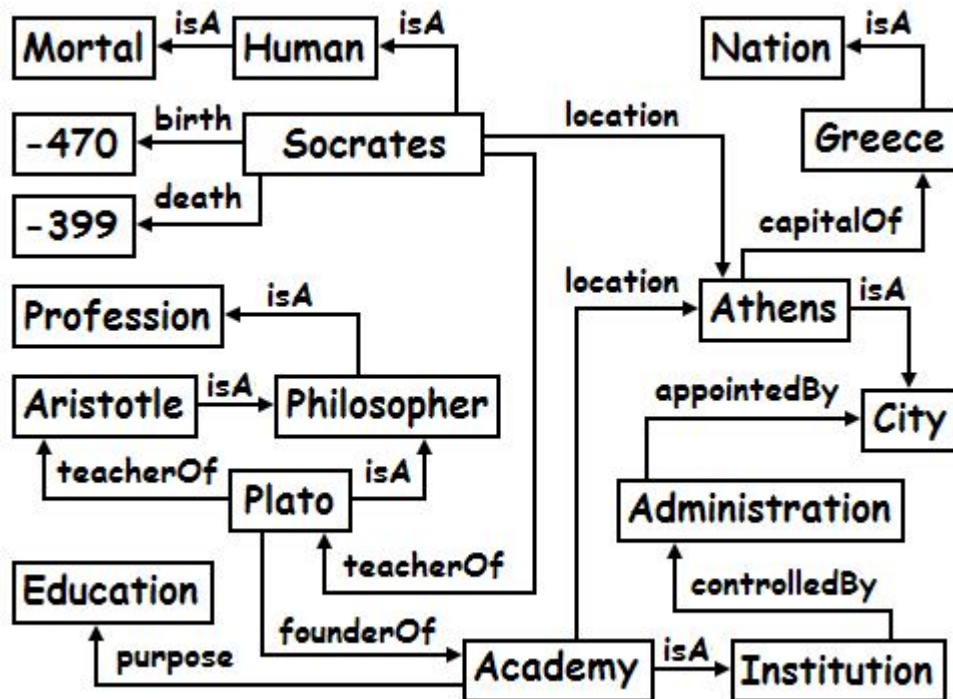 Mortal
isA
Human
isA
Nation
isA
-470
birth
Socrates
location
Greece
-399
death
capitalOf
Profession
isA
location
Athens
isA
Aristotle
isA
Philosopher
appointedBy
City
teacherOf
Plato
isA
Administration
Education
teacherOf
controlledBy
purpose
founderOf
Academy
isA
Institution